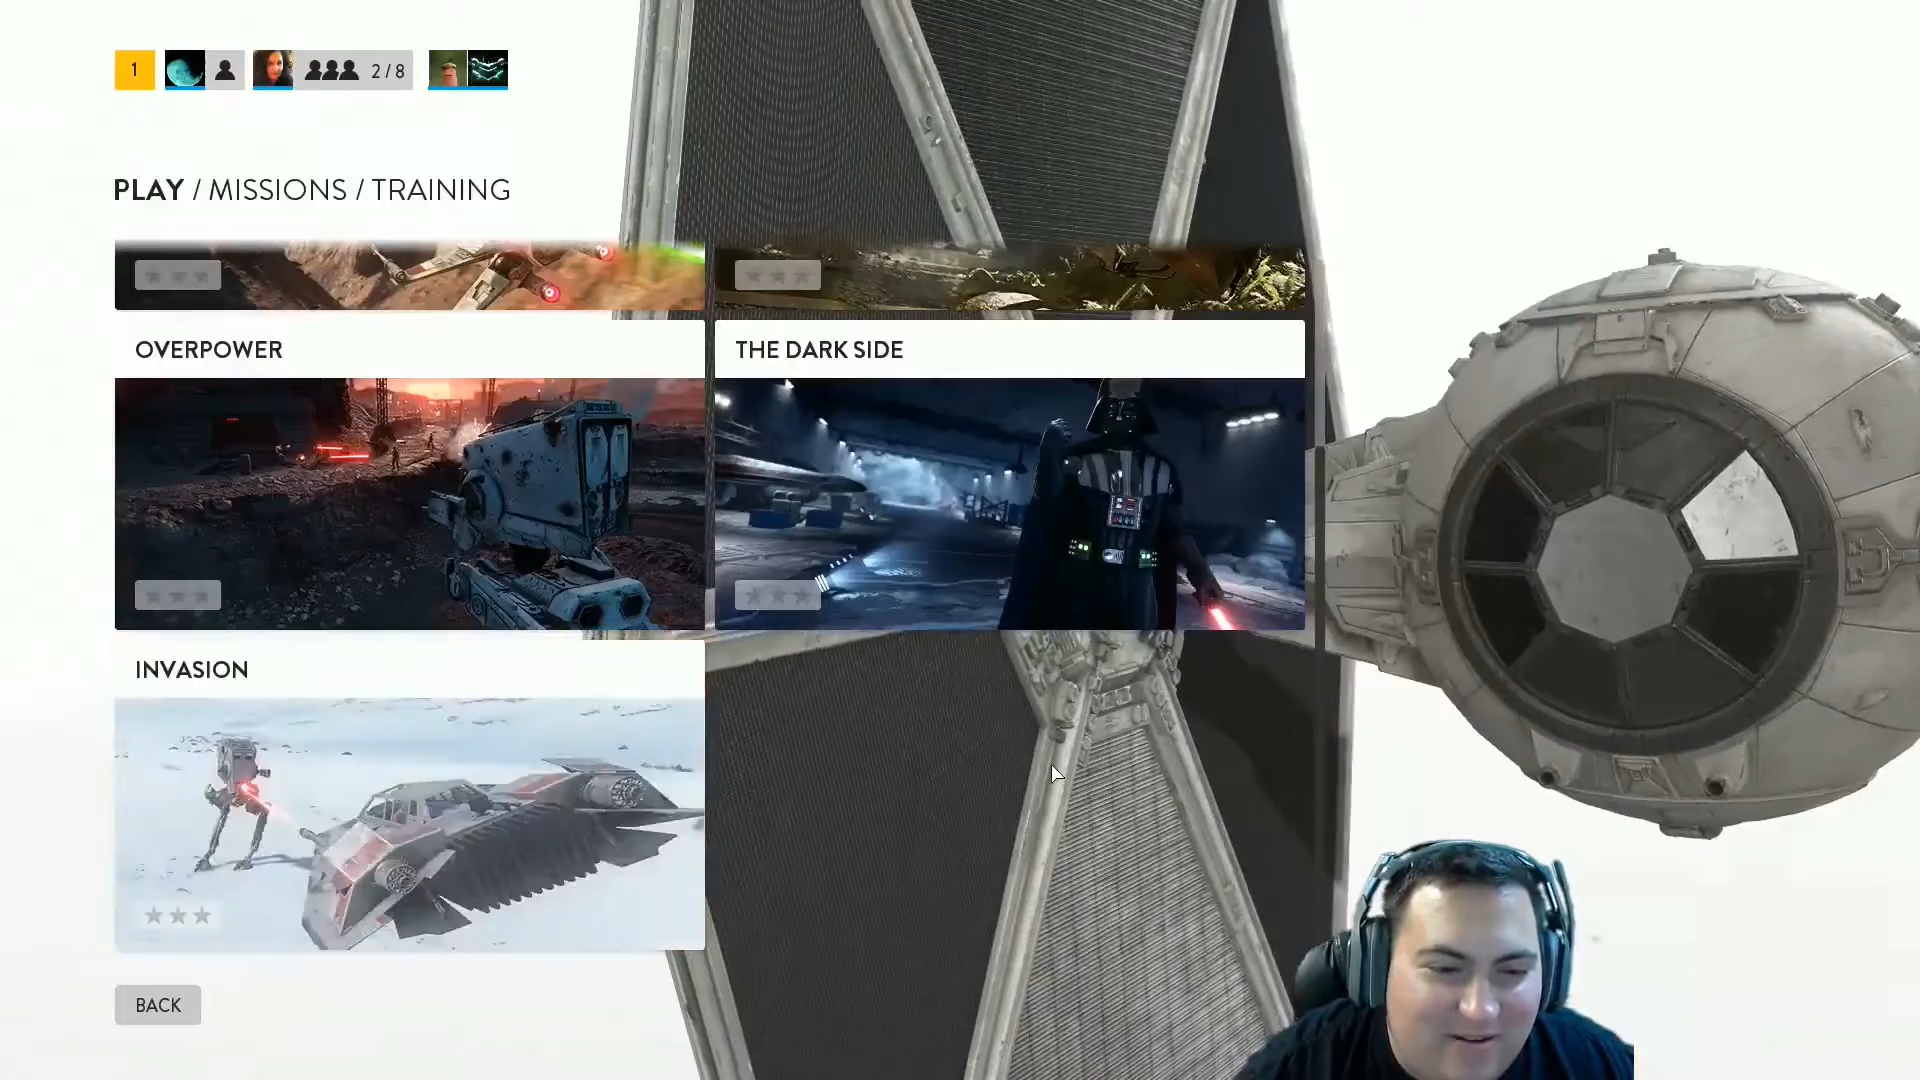 1
2 / 8
PLAY / MISSIONS / TRAINING
OVERPOWER
THE DARK SIDE
INVASION
BACK